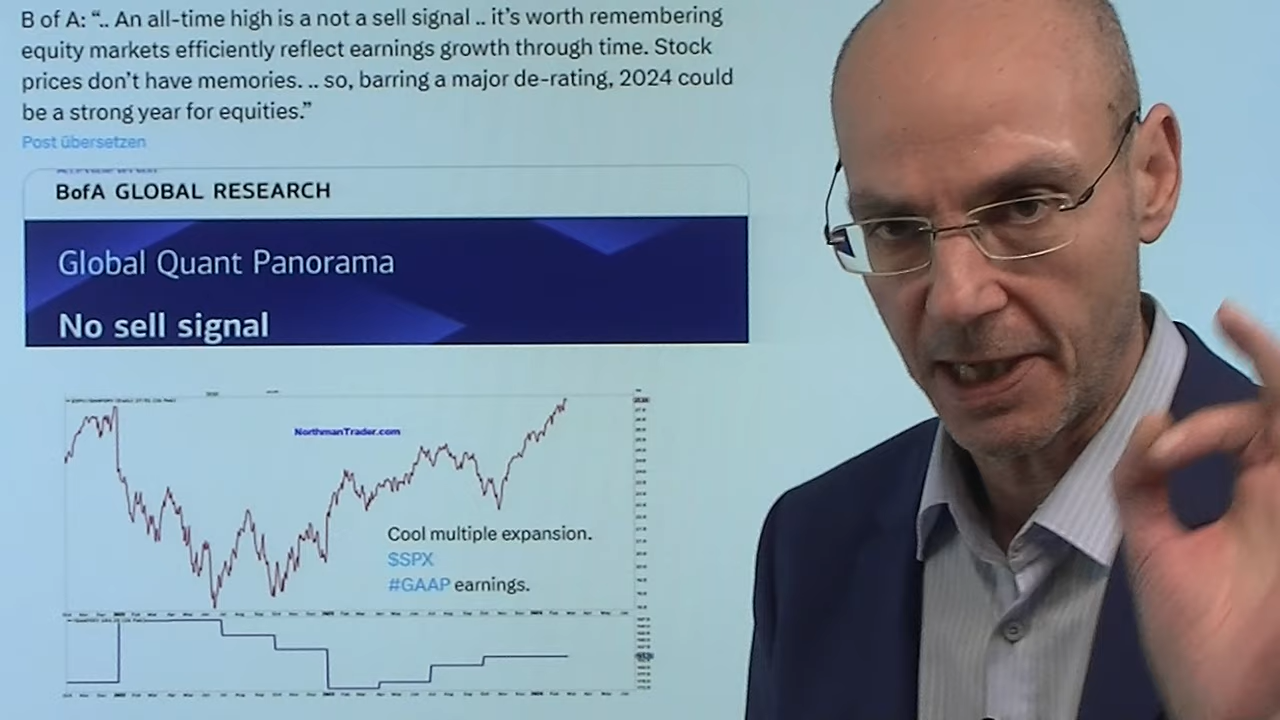 B of A: “.. An all-time high is a not a sell signal .. it’s worth remembering
equity markets efficiently reflect earnings growth through time. Stock
prices don’t have memories. .. so, barring a major de-rating, 2024 could
be a strong year for equities.”
Post übersetzen
BofA GLOBAL RESEARCH
Global Quant Panorama
No sell signal
NorthmanTrader.com
Cool multiple expansion.
$SPX
#GAAP earnings.